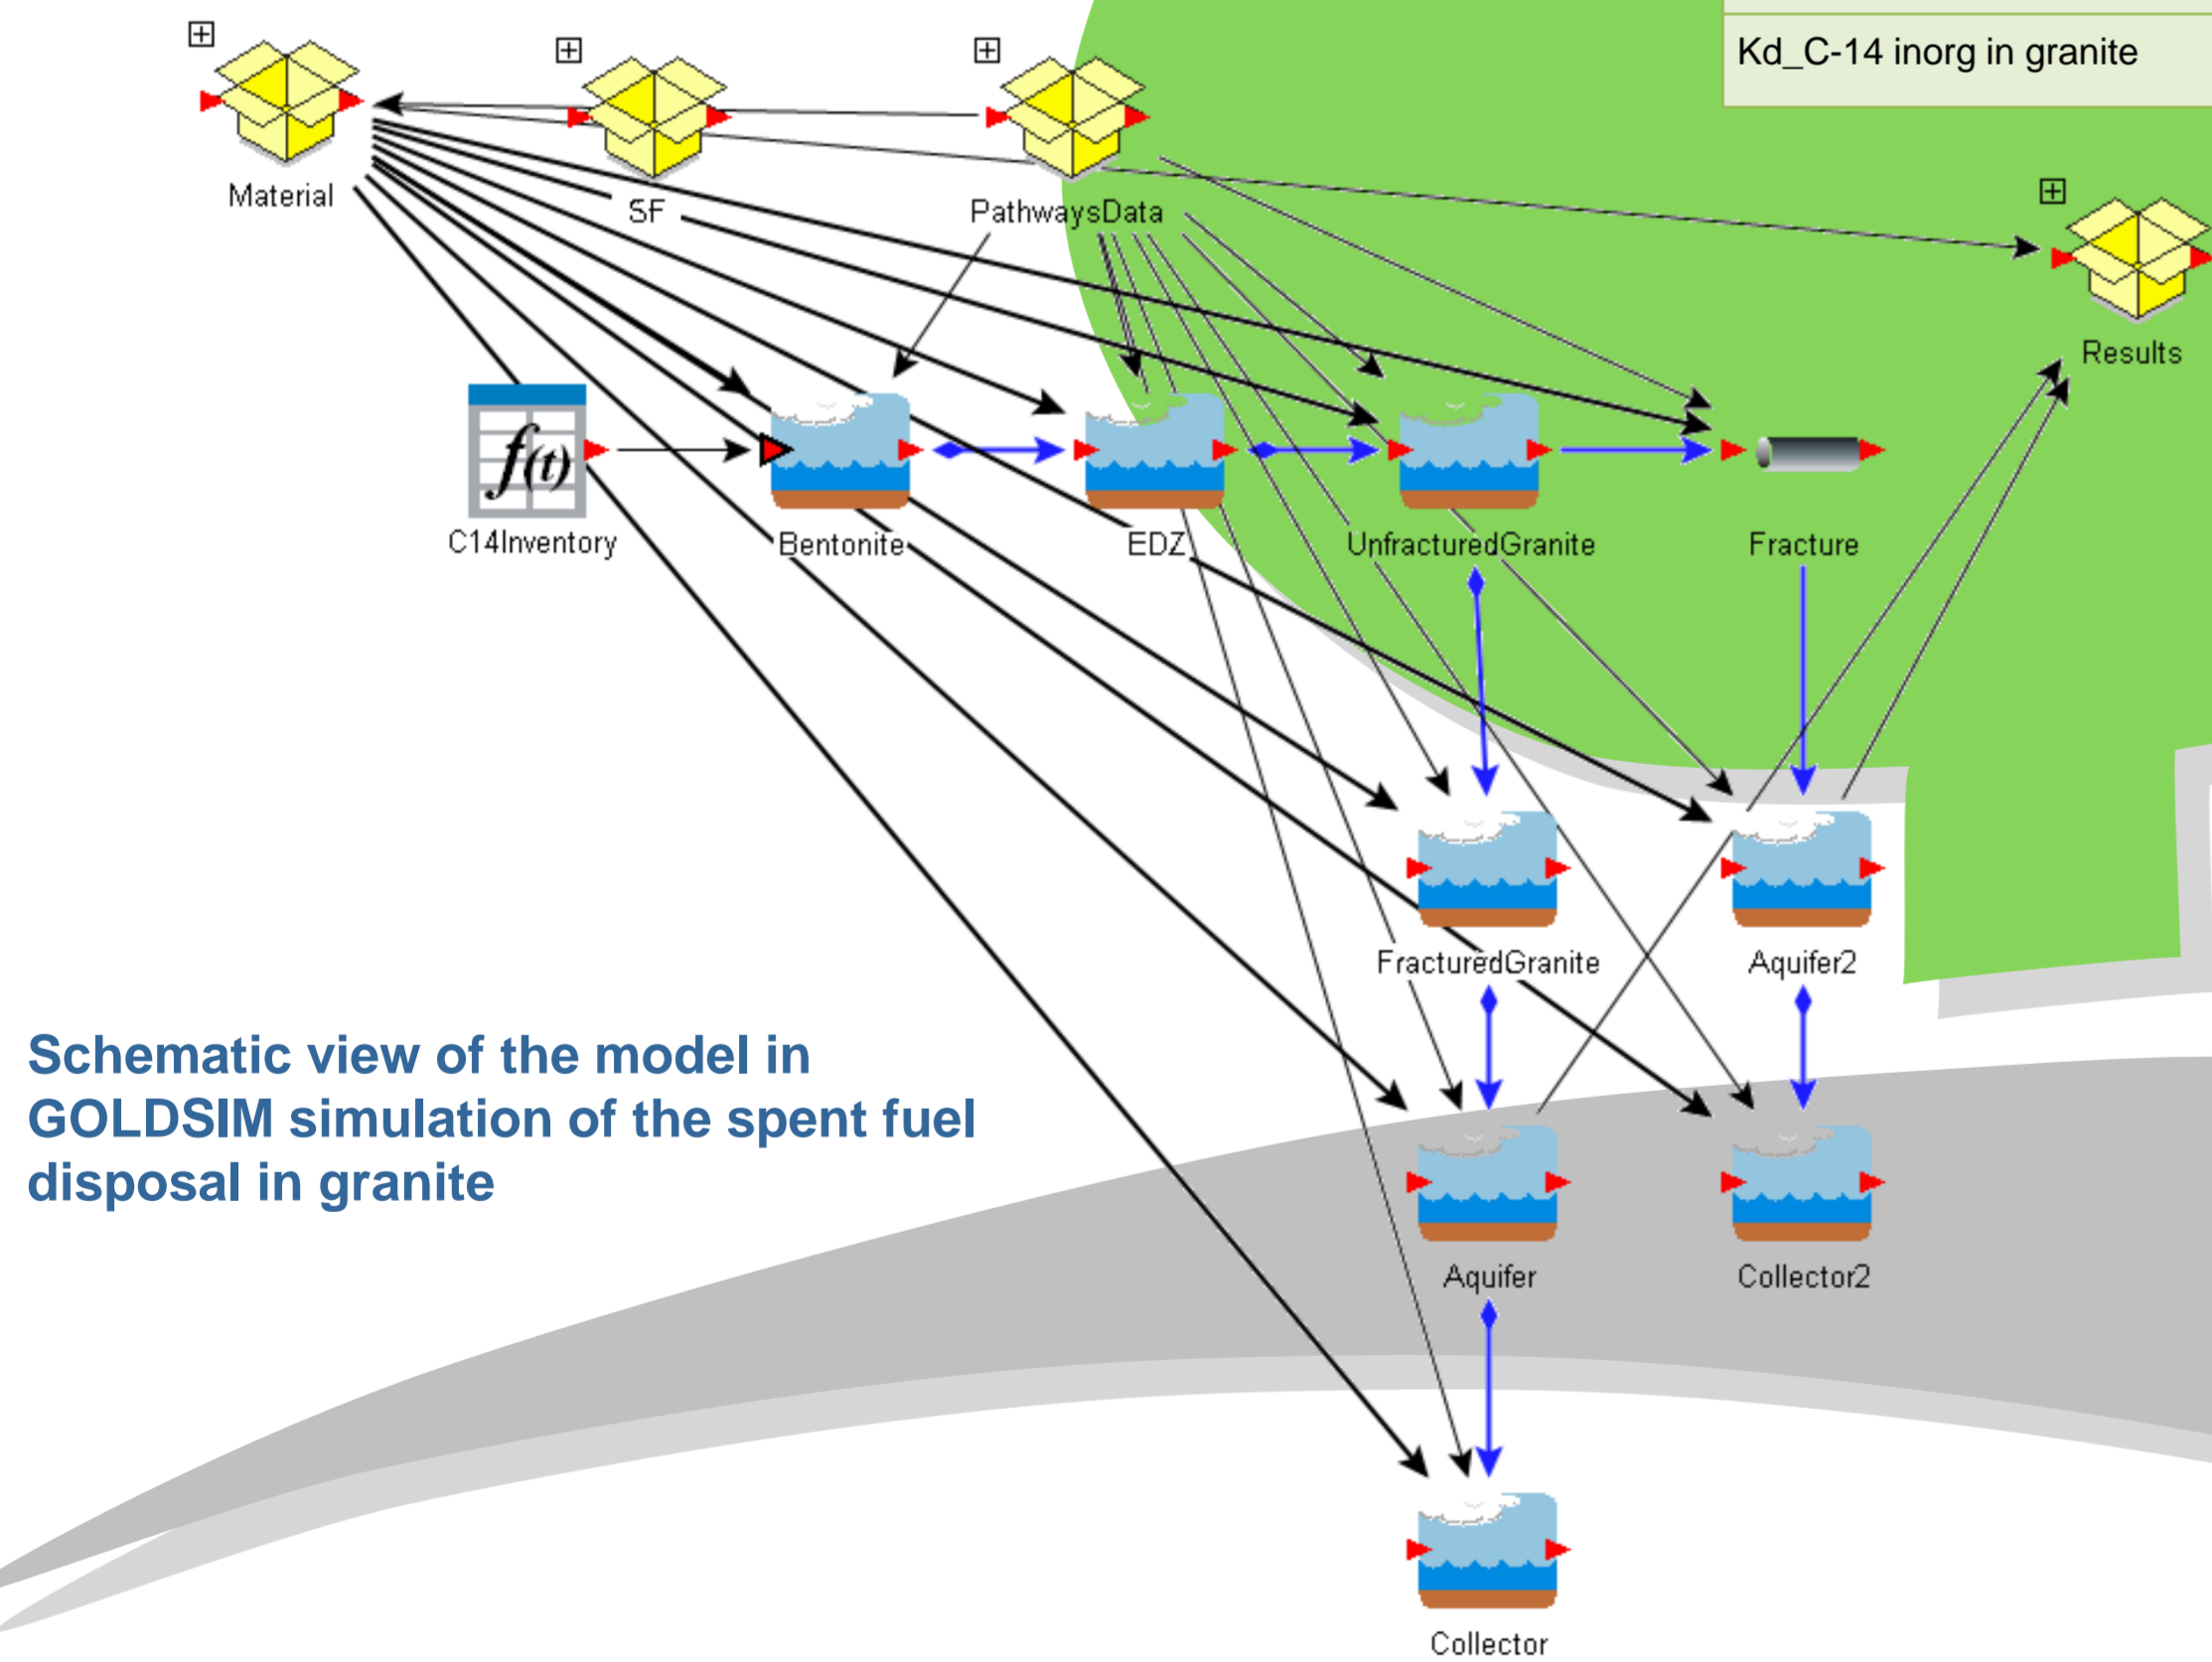 Kd_C-14 inorg in granite
Material
SF
PathwaysData
Results
f(t)
C14Inventory
Bentonite
EDZ
UnfracturedGranite
Fracture
FracturedGranite
Aquifer2
Schematic view of the model in
GOLDSIM simulation of the spent fuel
disposal in granite
Aquifer
Collector2
Collector